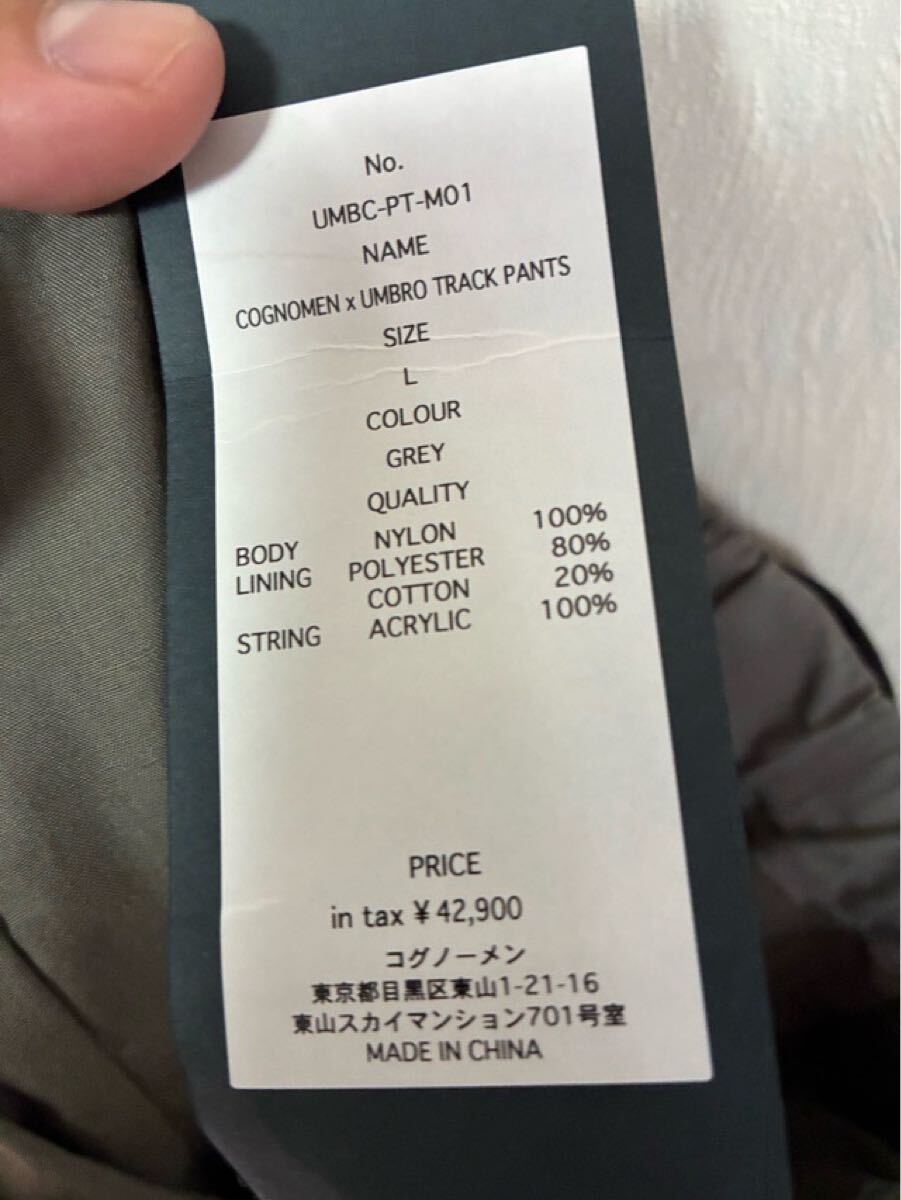 No.
UMBC-PT-M01
NAME
COGNOMEN x UMBRO TRACK PANTS
SIZE
L
COLOUR
GREY
QUALITY
BODY NYLON 100%
LINING POLYESTER 80%
COTTON 20%
STRING ACRYLIC 100%
PRICE
in tax ¥42,900
コグノーメン
東京都目黒区東山1-21-16
東山スカイマンション701号室
MADE IN CHINA